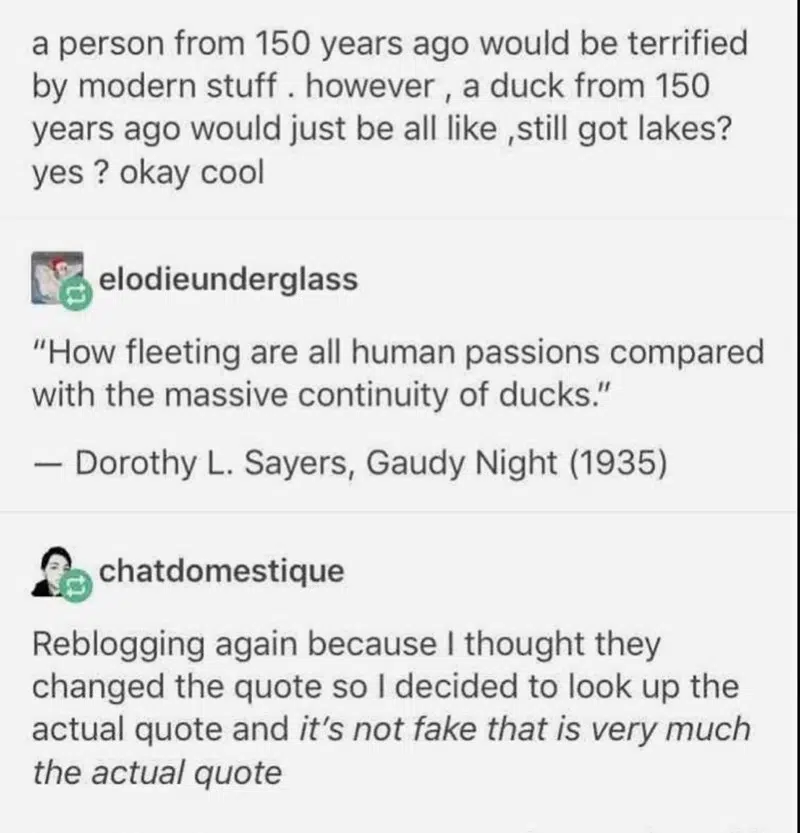 a person from 150 years ago would be terrified
by modern stuff . however , a duck from 150
years ago would just be all like ,still got lakes?
yes ? okay cool
elodieunderglass
“How fleeting are all human passions compared
with the massive continuity of ducks.”
— Dorothy L. Sayers, Gaudy Night (1935)
chatdomestique
Reblogging again because I thought they
changed the quote so I decided to look up the
actual quote and it’s not fake that is very much
the actual quote